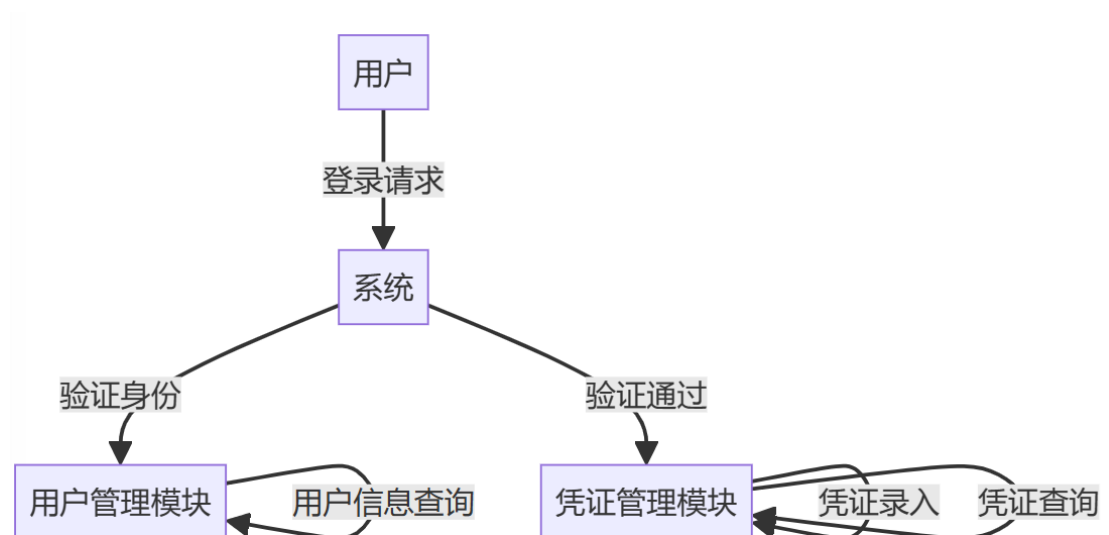 用户
登录请求
系统
验证身份
验证通过
用户管理模块
用户信息查询
凭证管理模块
凭证录入
凭证查询